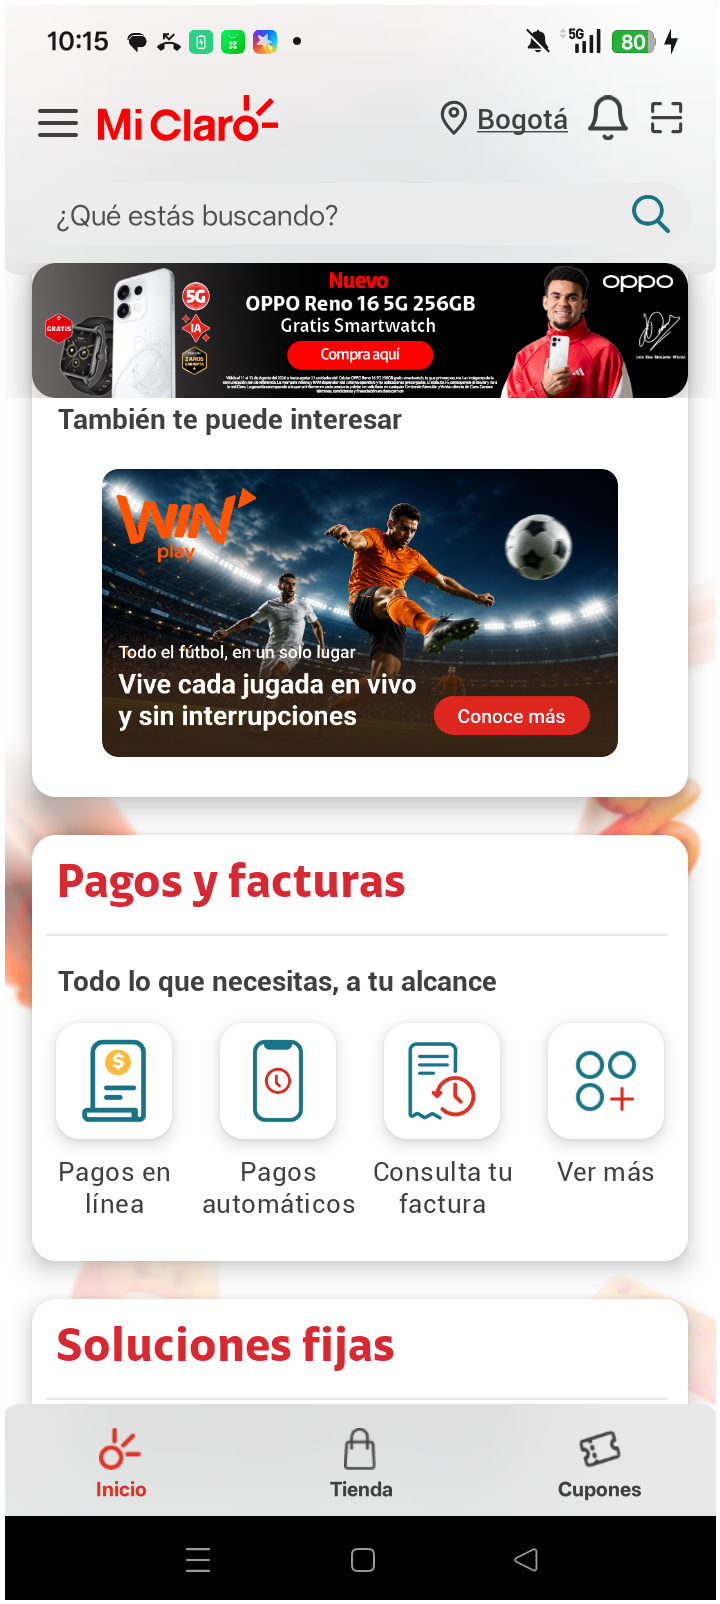 10:15
5G
80
Mi Claro
Bogotá
¿Qué estás buscando?
GRATIS
5G
IA
2 AÑOS
Nuevo
OPPO Reno 16 5G 256GB
Gratis Smartwatch
Compra aquí
oppo
También te puede interesar
WIN
play
Todo el fútbol, en un solo lugar
Vive cada jugada en vivo
y sin interrupciones
Conoce más
Pagos y facturas
Todo lo que necesitas, a tu alcance
$
Pagos en
línea
Pagos
automáticos
Consulta tu
factura
Ver más
Soluciones fijas
Inicio
Tienda
Cupones